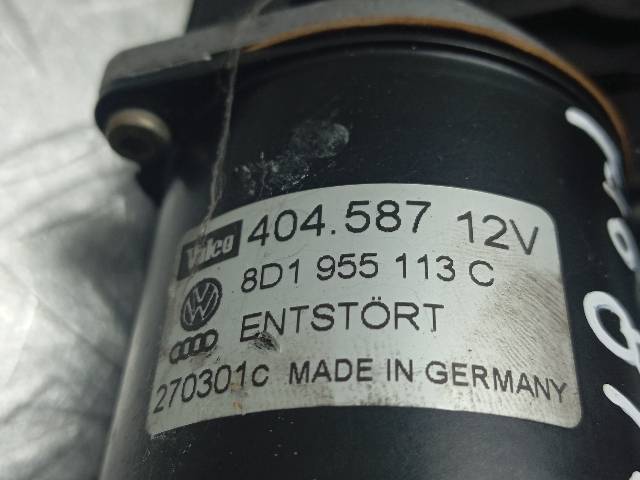 Valeo 404.587 12V
8D1 955 113 C
ENTSTÖRT
270301C MADE IN GERMANY